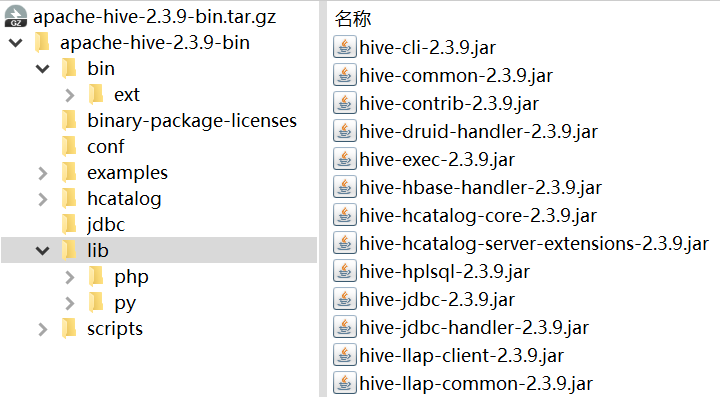 GZ
apache-hive-2.3.9-bin.tar.gz
apache-hive-2.3.9-bin
bin
ext
binary-package-licenses
conf
examples
hcatalog
jdbc
lib
php
py
scripts
名称
hive-cli-2.3.9.jar
hive-common-2.3.9.jar
hive-contrib-2.3.9.jar
hive-druid-handler-2.3.9.jar
hive-exec-2.3.9.jar
hive-hbase-handler-2.3.9.jar
hive-hcatalog-core-2.3.9.jar
hive-hcatalog-server-extensions-2.3.9.jar
hive-hplsql-2.3.9.jar
hive-jdbc-2.3.9.jar
hive-jdbc-handler-2.3.9.jar
hive-llap-client-2.3.9.jar
hive-llap-common-2.3.9.jar